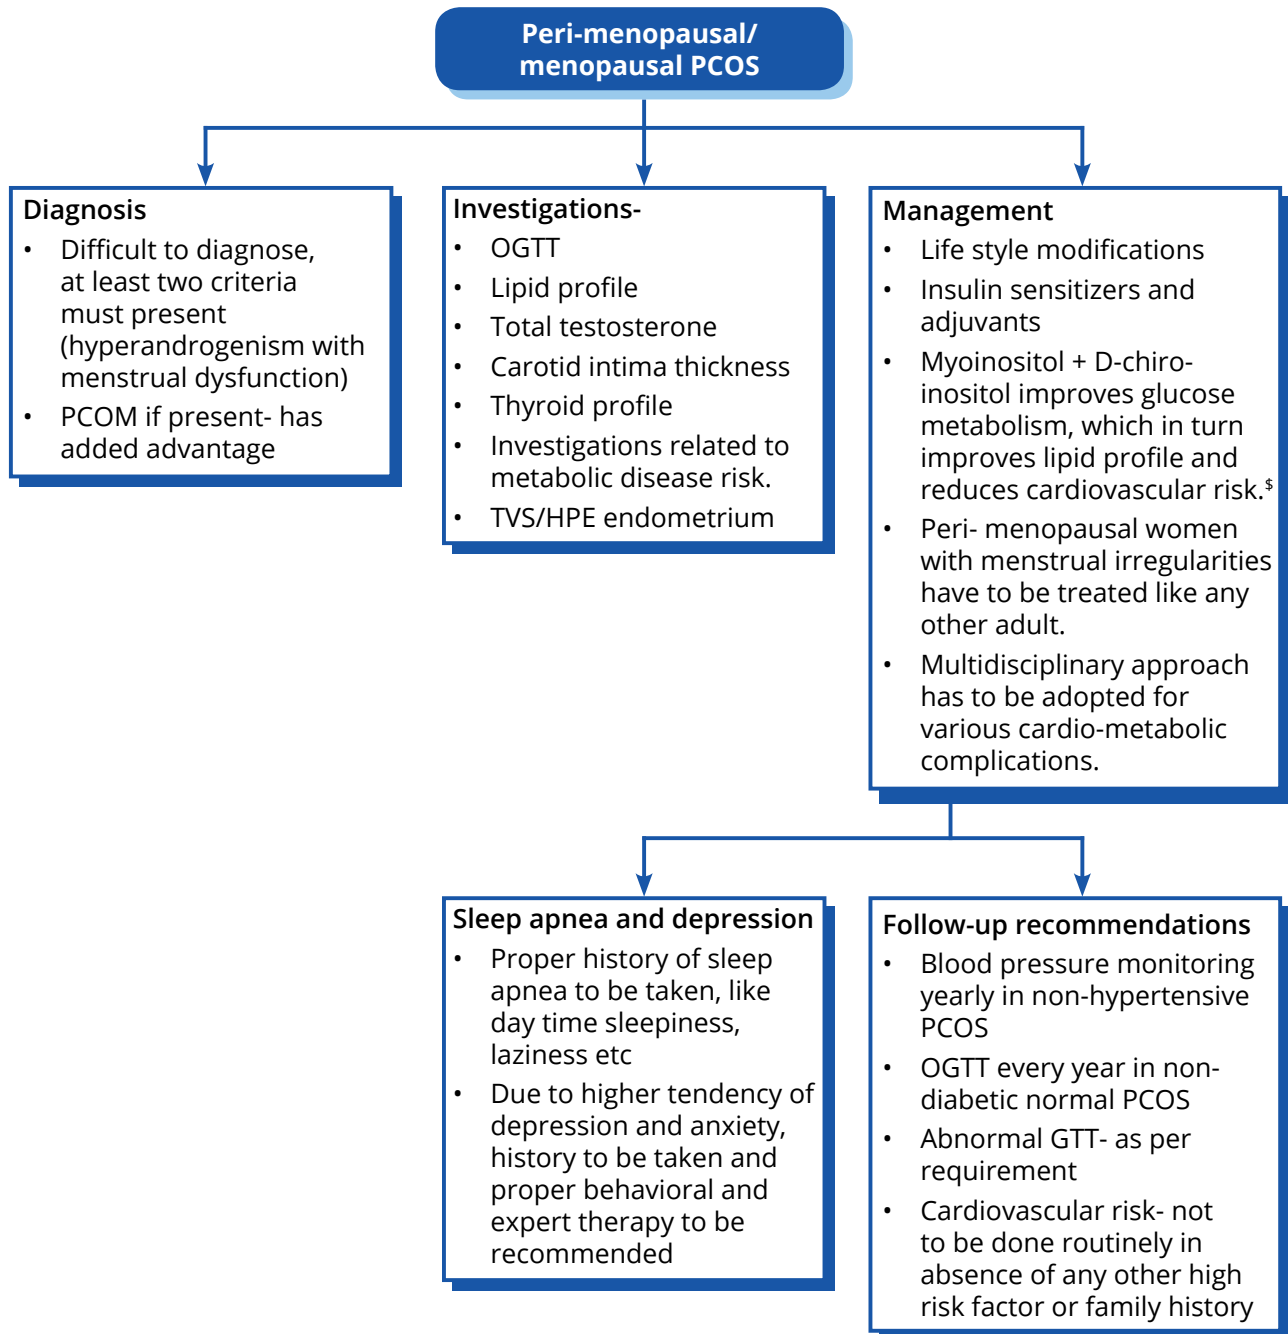 Peri-menopausal/
menopausal PCOS
Diagnosis
• Difficult to diagnose,
at least two criteria
must present
(hyperandrogenism with
menstrual dysfunction)
• PCOM if present- has
added advantage
Investigations-
• OGTT
• Lipid profile
• Total testosterone
• Carotid intima thickness
• Thyroid profile
• Investigations related to
metabolic disease risk.
• TVS/HPE endometrium
Management
• Life style modifications
• Insulin sensitizers and
adjuvants
• Myoinositol + D-chiro-
inositol improves glucose
metabolism, which in turn
improves lipid profile and
reduces cardiovascular risk.$
• Peri- menopausal women
with menstrual irregularities
have to be treated like any
other adult.
• Multidisciplinary approach
has to be adopted for
various cardio-metabolic
complications.
Sleep apnea and depression
• Proper history of sleep
apnea to be taken, like
day time sleepiness,
laziness etc
• Due to higher tendency of
depression and anxiety,
history to be taken and
proper behavioral and
expert therapy to be
recommended
Follow-up recommendations
• Blood pressure monitoring
yearly in non-hypertensive
PCOS
• OGTT every year in non-
diabetic normal PCOS
• Abnormal GTT- as per
requirement
• Cardiovascular risk- not
to be done routinely in
absence of any other high
risk factor or family history